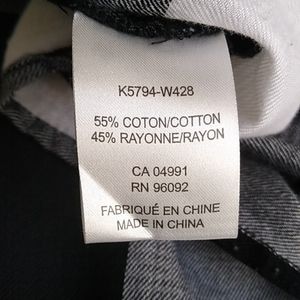 K5794-W428
55% COTON/COTTON
45% RAYONNE/RAYON
CA 04991
RN 96092
FABRIQUÉ EN CHINE
MADE IN CHINA